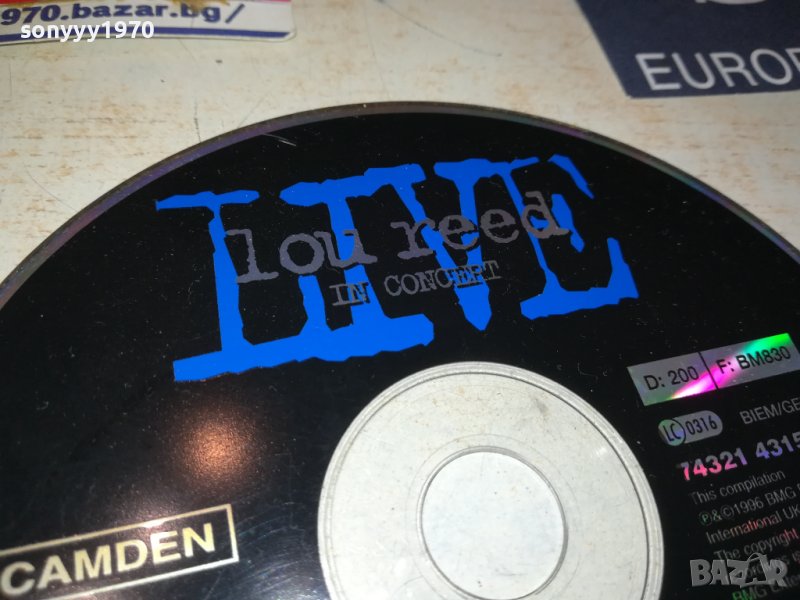 970.bazar.bg/
sonyyy1970
EUROP
LIVE
lou reed
IN CONCERT
D: 200 F: BM830
LC 0316 BIEM/GE
74321 4315
This compilation
℗&©1996 BMG
International UK
The copyright
CAMDEN
BAZAR